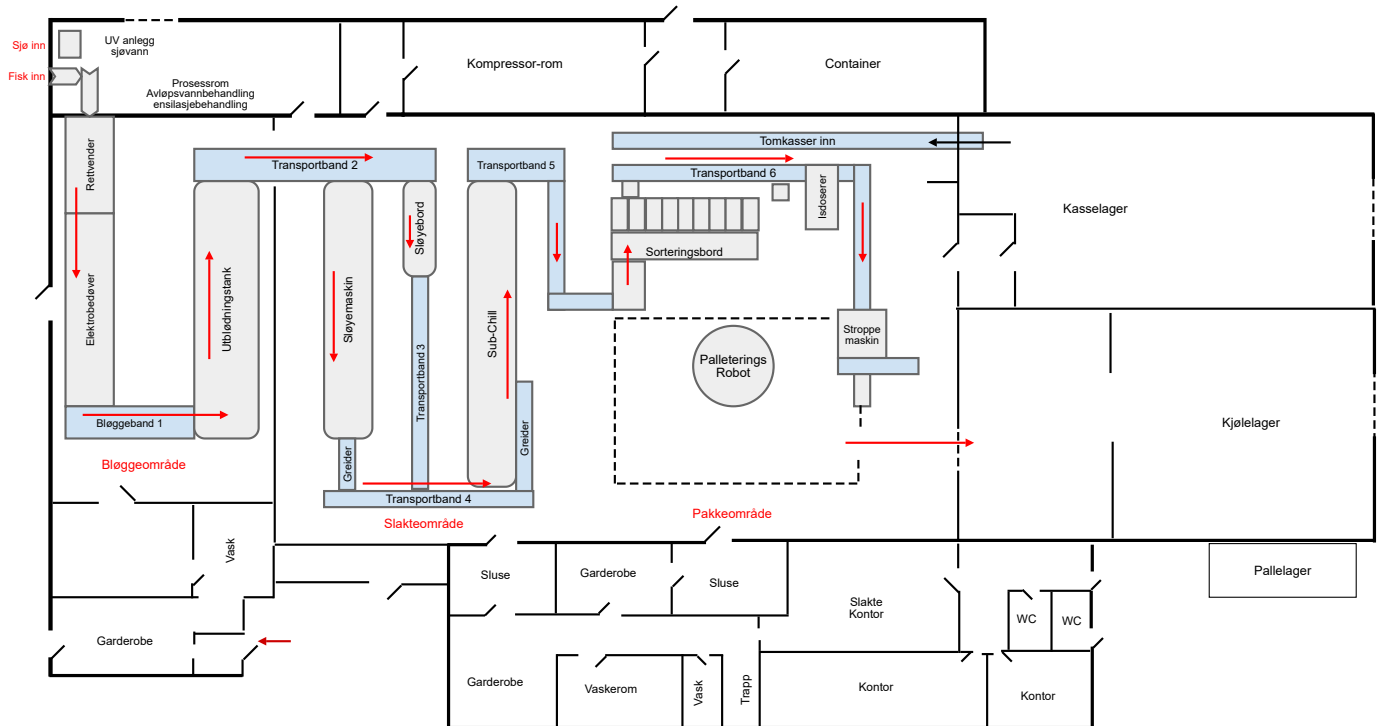 UV anlegg
sjøvann
Sjø inn
Fisk inn
Prosessrom
Avløpsvannbehandling
ensilasjebehandling
Kompressor-rom
Container
Rettvender
Elektrobedøver
Bløggeband 1
Utblødningstank
Transportband 2
Sløyemaskin
Sløyebord
Transportband 3
Greider
Transportband 4
Sub-Chill
Greider
Transportband 5
Tomkasser inn
Transportband 6
Isdoserer
Sorteringsbord
Stroppe
maskin
Palleterings
Robot
Kasselager
Kjølelager
Bløggeområde
Slakteområde
Pakkeområde
Vask
Garderobe
Sluse
Garderobe
Sluse
Slakte
Kontor
WC
WC
Pallelager
Garderobe
Vaskerom
Vask
Trapp
Kontor
Kontor